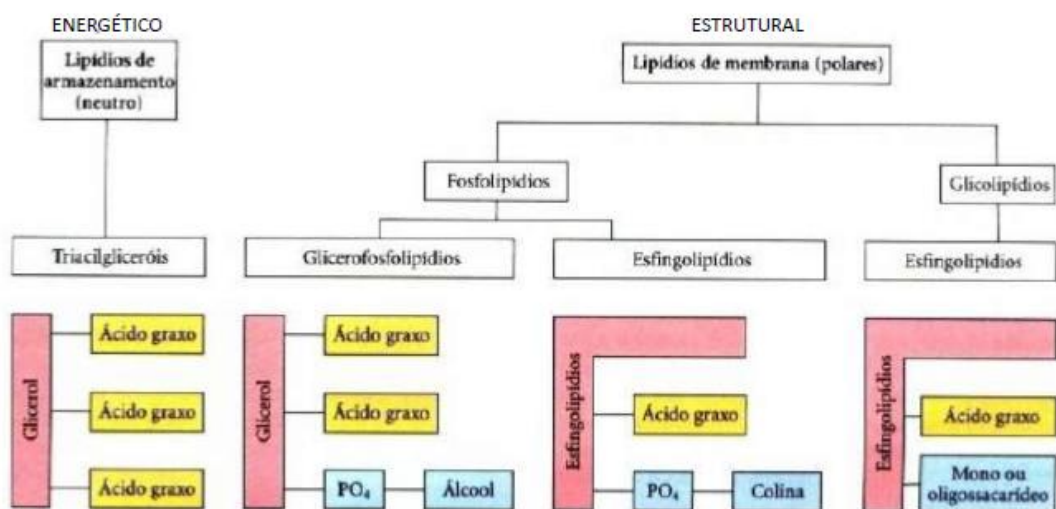 ENERGÉTICO
ESTRUTURAL
Lipídios de
armazenamento
(neutro)
Lipídios de membrana (polares)
Fosfolipídios
Glicolipídios
Triacilgliceróis
Glicerofosfolipídios
Esfingolipídios
Esfingolipídios
Glicerol
Ácido graxo
Ácido graxo
Ácido graxo
Glicerol
Ácido graxo
Ácido graxo
PO₄
Álcool
Esfingolipídios
Ácido graxo
PO₄
Colina
Esfingolipídios
Ácido graxo
Mono ou
oligossacarídeo